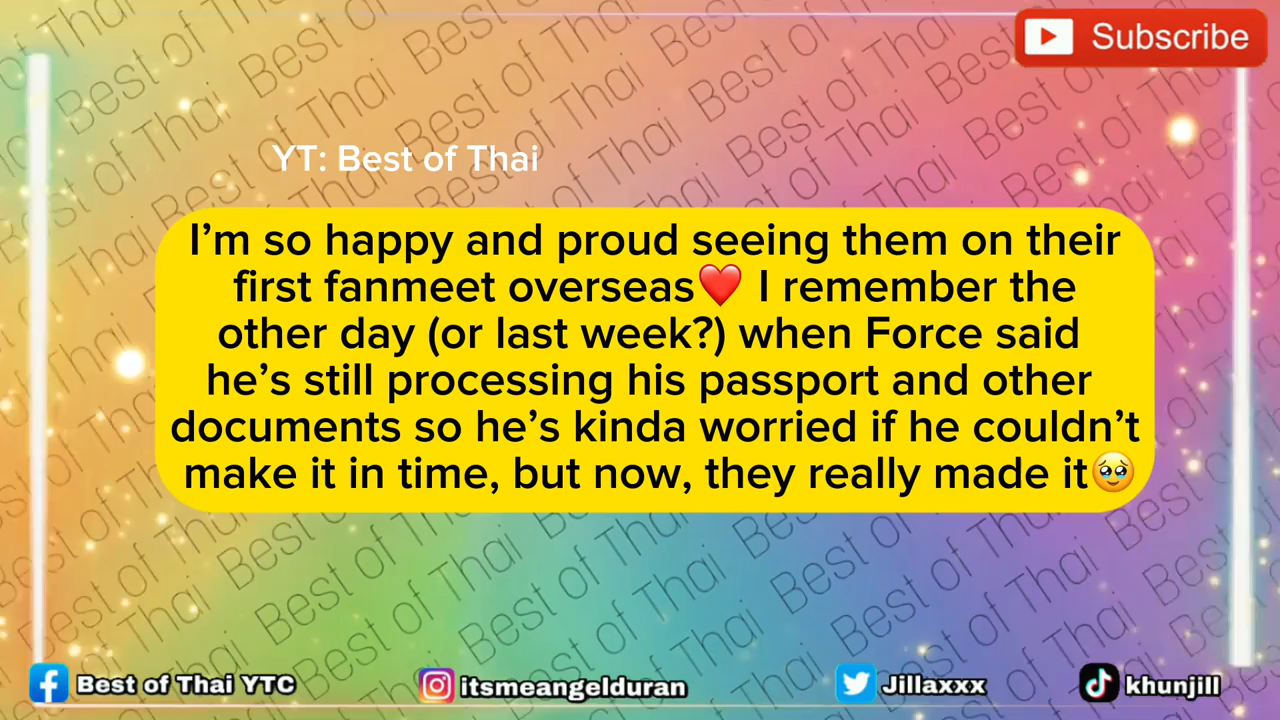 Subscribe
YT: Best of Thai
I’m so happy and proud seeing them on their
first fanmeet overseas❤️ I remember the
other day (or last week?) when Force said
he’s still processing his passport and other
documents so he’s kinda worried if he couldn’t
make it in time, but now, they really made it🥹
Best of Thai YTC
itsmeangelduran
Jillaxxx
khunjill
Best of Thai